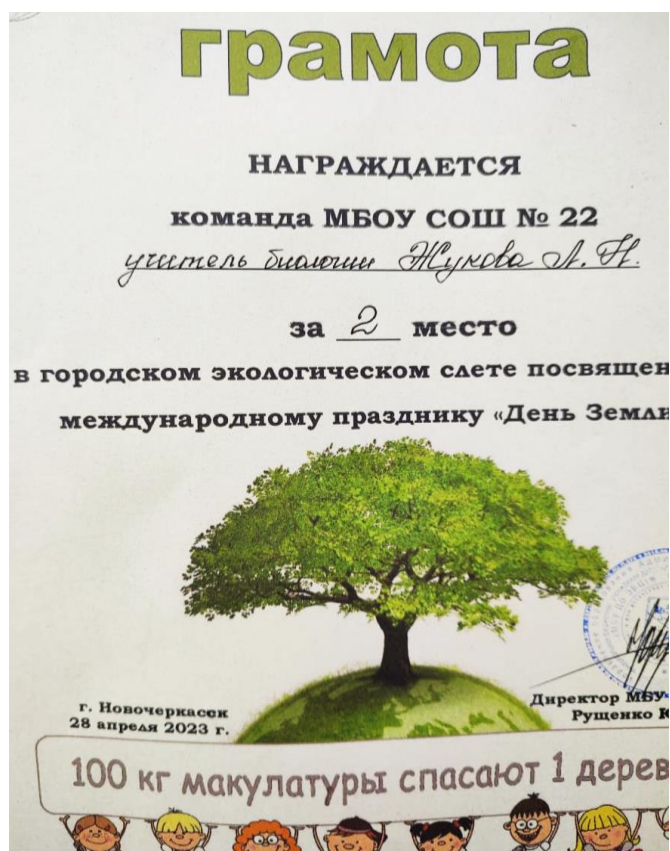 грамота
НАГРАЖДАЕТСЯ
команда МБОУ СОШ № 22
учитель биологии Жукова Л. Н.
за 2 место
в городском экологическом слете посвящен
международному празднику «День Земли
г. Новочеркасск
28 апреля 2023 г.
Директор МБУ
Рущенко
100 кг макулатуры спасают 1 дерев